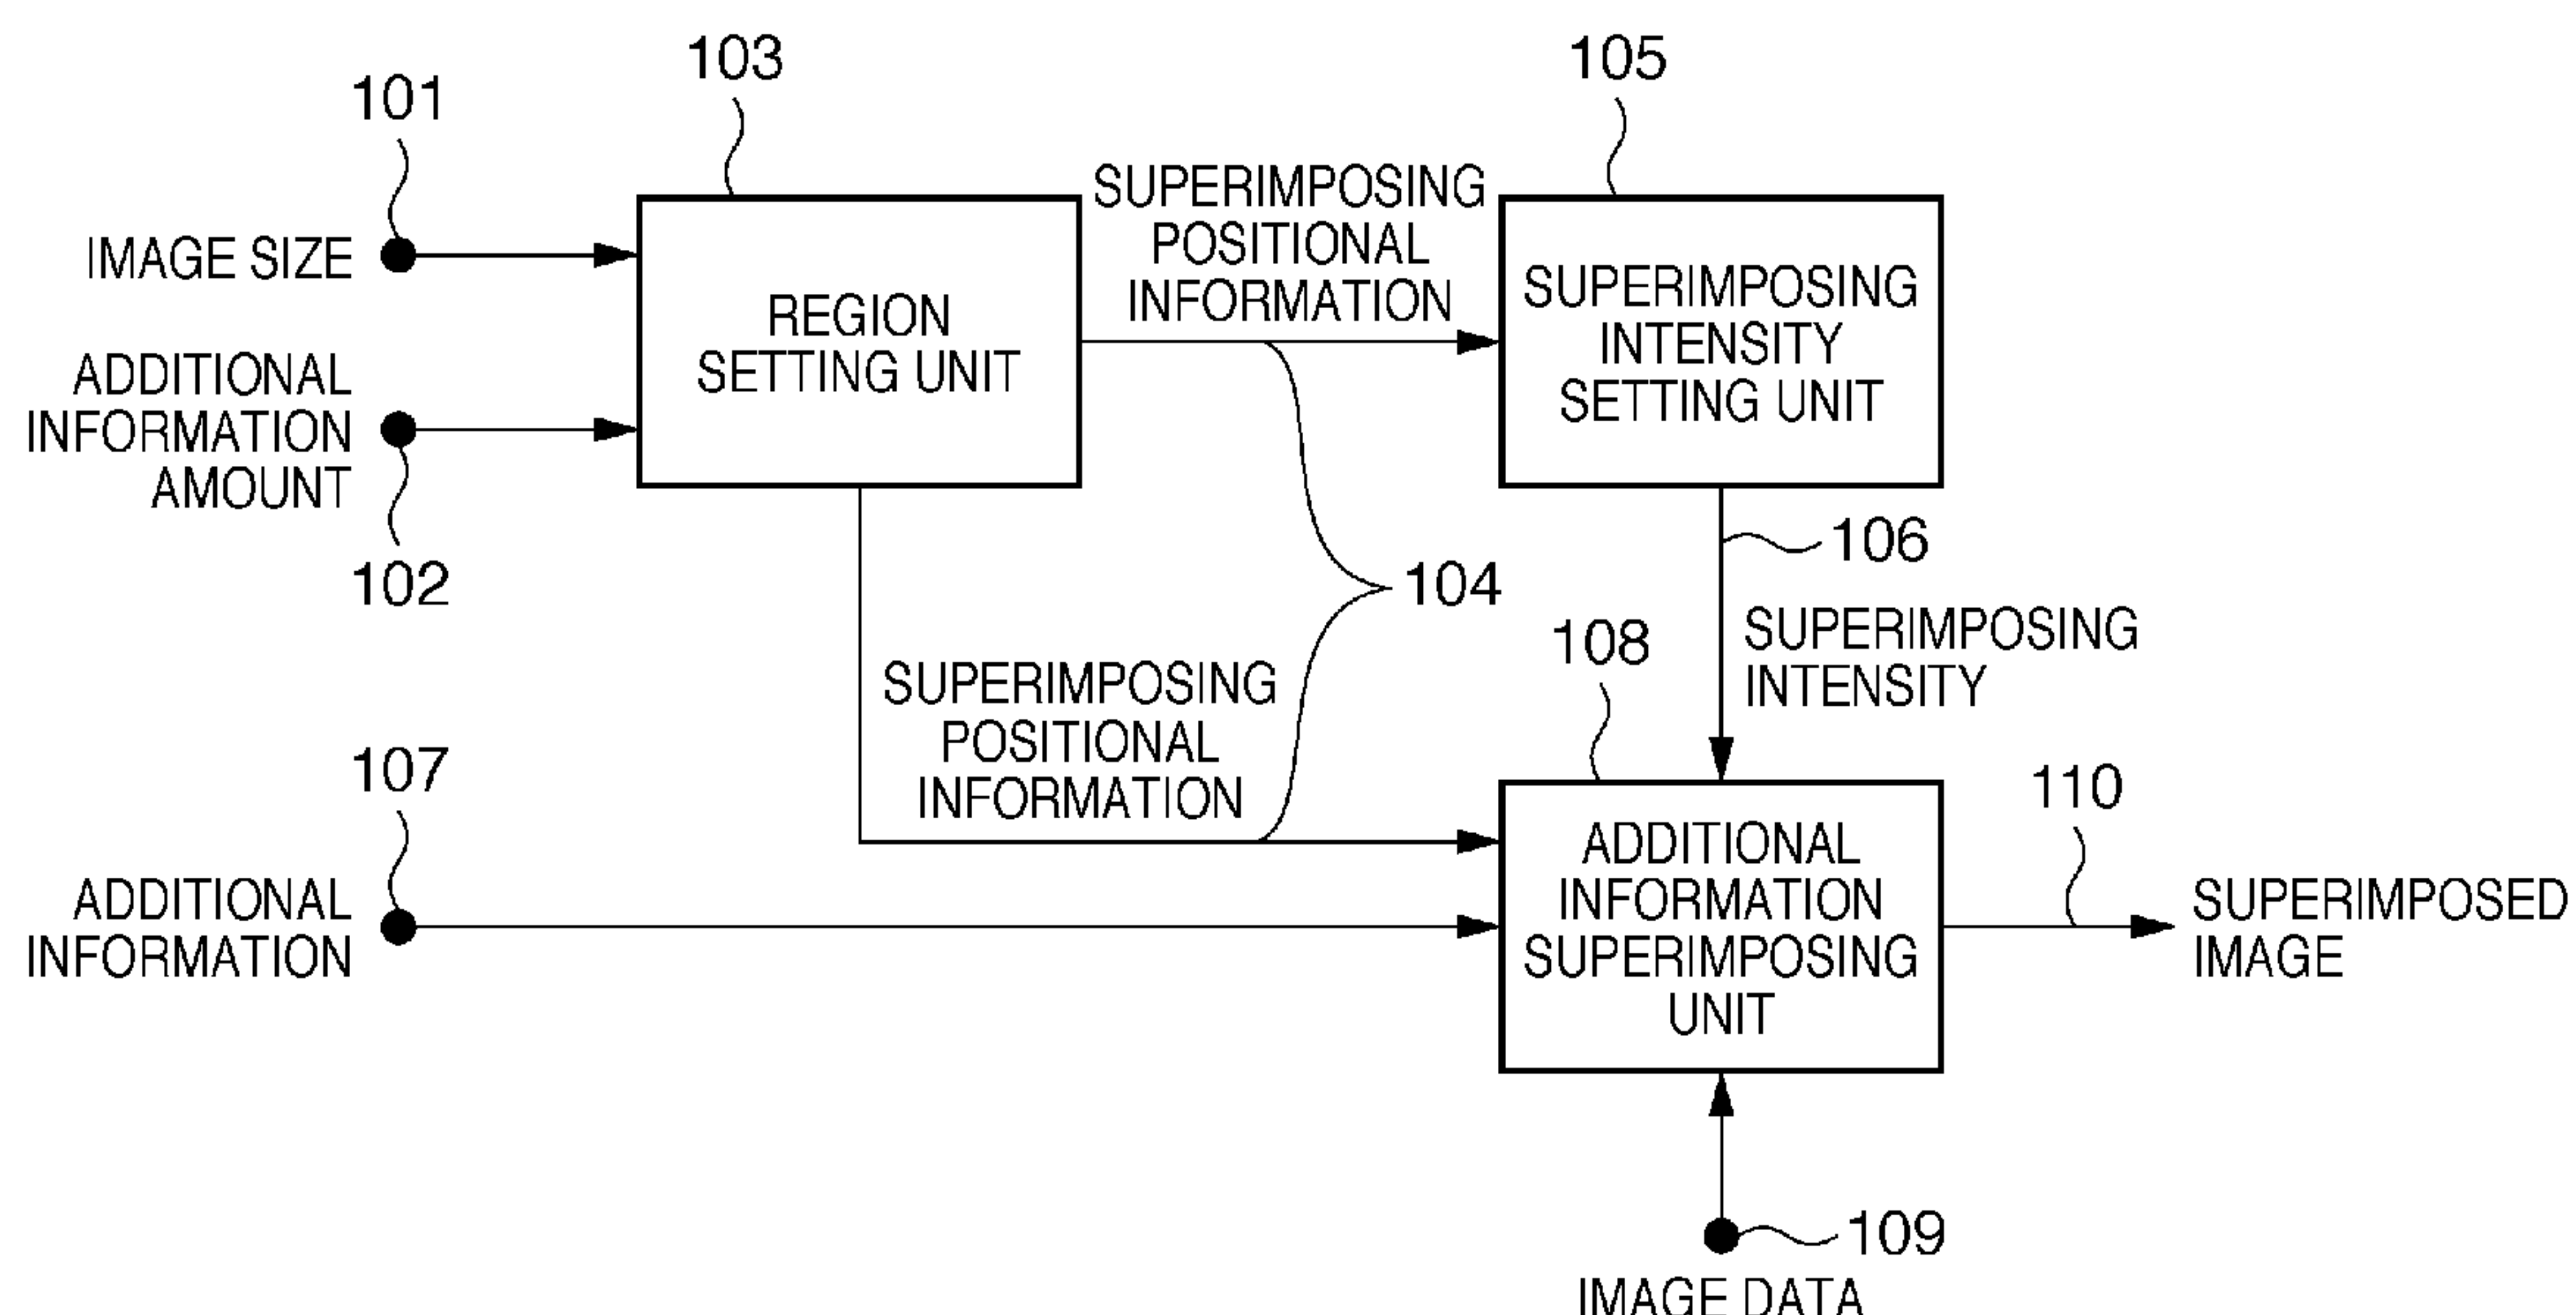 103
105
101
SUPERIMPOSING
POSITIONAL
INFORMATION
IMAGE SIZE
REGION
SETTING UNIT
SUPERIMPOSING
INTENSITY
SETTING UNIT
ADDITIONAL
INFORMATION
AMOUNT
102
106
104
SUPERIMPOSING
INTENSITY
108
SUPERIMPOSING
POSITIONAL
INFORMATION
107
110
ADDITIONAL
INFORMATION
ADDITIONAL
INFORMATION
SUPERIMPOSING
UNIT
SUPERIMPOSED
IMAGE
109
IMAGE DATA